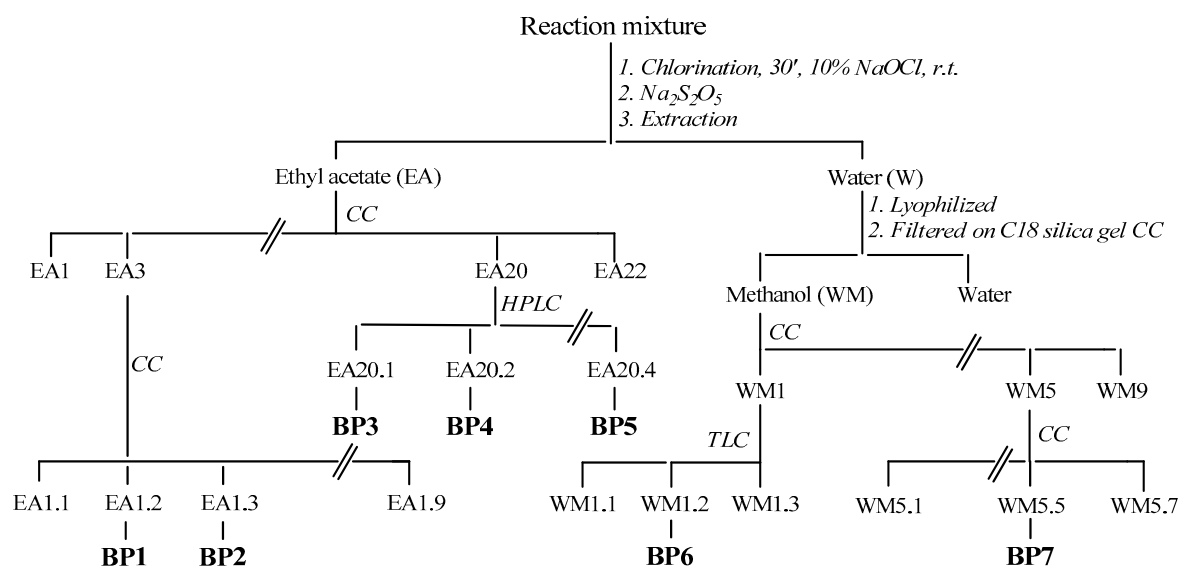 Reaction mixture
1. Chlorination, 30', 10% NaOCl, r.t.
2. Na2S2O5
3. Extraction
Ethyl acetate (EA)
Water (W)
CC
1. Lyophilized
2. Filtered on C18 silica gel CC
EA1
EA3
EA20
EA22
Methanol (WM)
Water
HPLC
CC
CC
EA20.1
EA20.2
EA20.4
WM1
WM5
WM9
BP3
BP4
BP5
TLC
CC
EA1.1
EA1.2
EA1.3
EA1.9
WM1.1
WM1.2
WM1.3
WM5.1
WM5.5
WM5.7
BP1
BP2
BP6
BP7